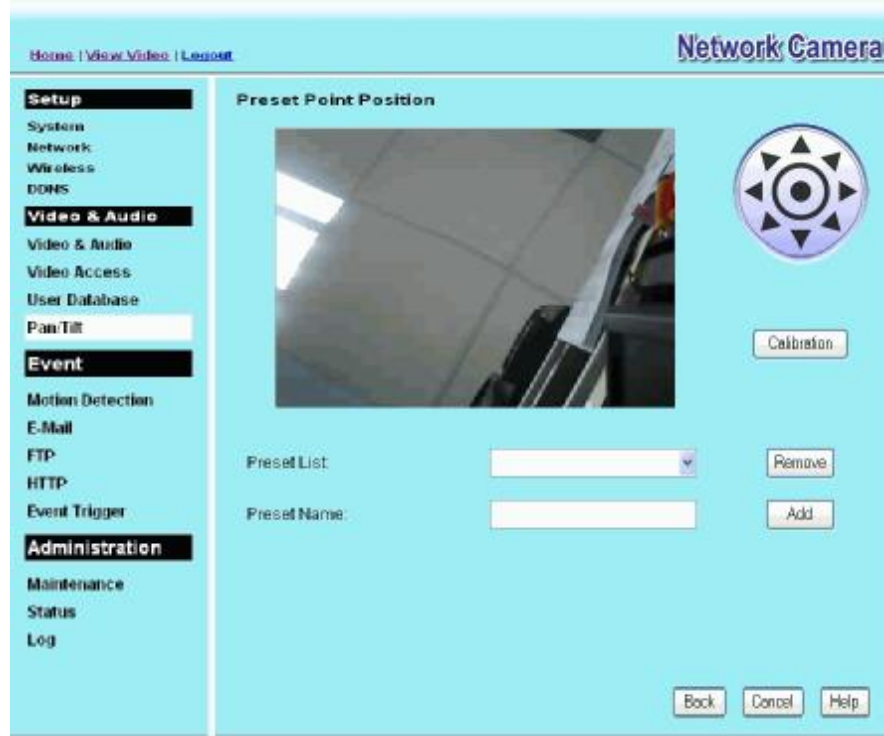 Home | View Video | Logout
Network Camera
Setup
System
Network
Wireless
DDNS
Video & Audio
Video & Audio
Video Access
User Database
Pan/Tilt
Event
Motion Detection
E-Mail
FTP
HTTP
Event Trigger
Administration
Maintenance
Status
Log
Preset Point Position
Calibration
Preset List:
Remove
Preset Name:
Add
Back
Cancel
Help